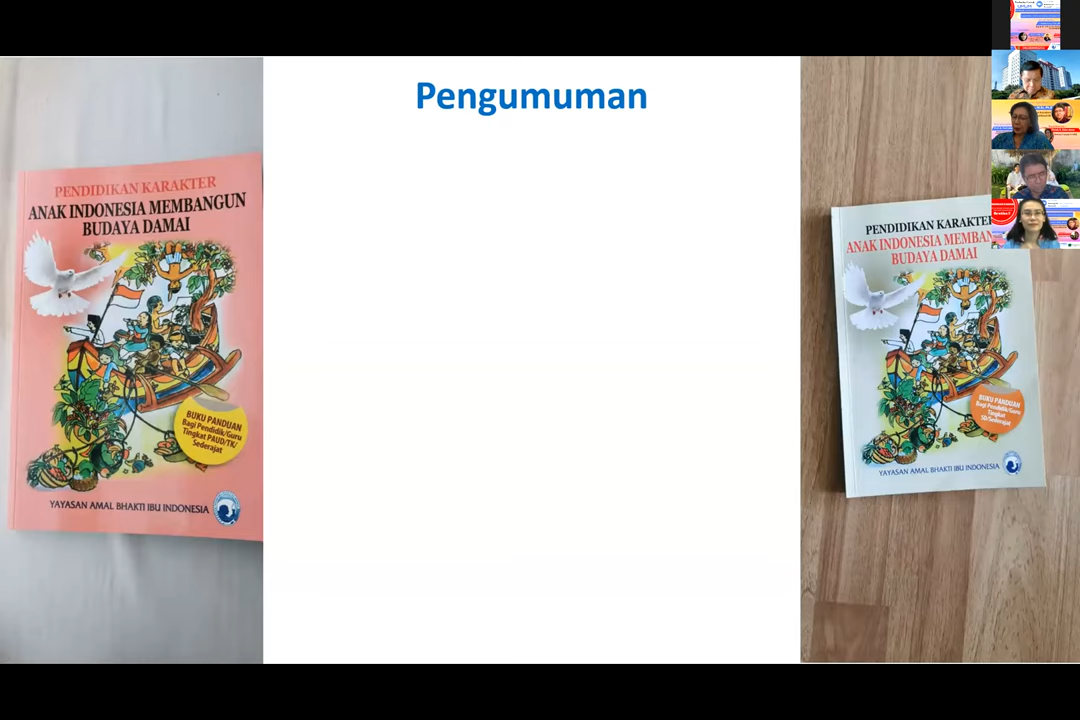 Pengumuman
PENDIDIKAN KARAKTER
ANAK INDONESIA MEMBANGUN
BUDAYA DAMAI
BUKU PANDUAN
Bagi Pendidik/Guru
Tingkat PAUD/TK/
Sederajat
YAYASAN AMAL BHAKTI IBU INDONESIA
PENDIDIKAN KARAKTER
ANAK INDONESIA MEMBAN
BUDAYA DAMAI
BUKU PANDUAN
Bagi Pendidik/Guru
Tingkat
SD/Sederajat
YAYASAN AMAL BHAKTI IBU INDONESIA